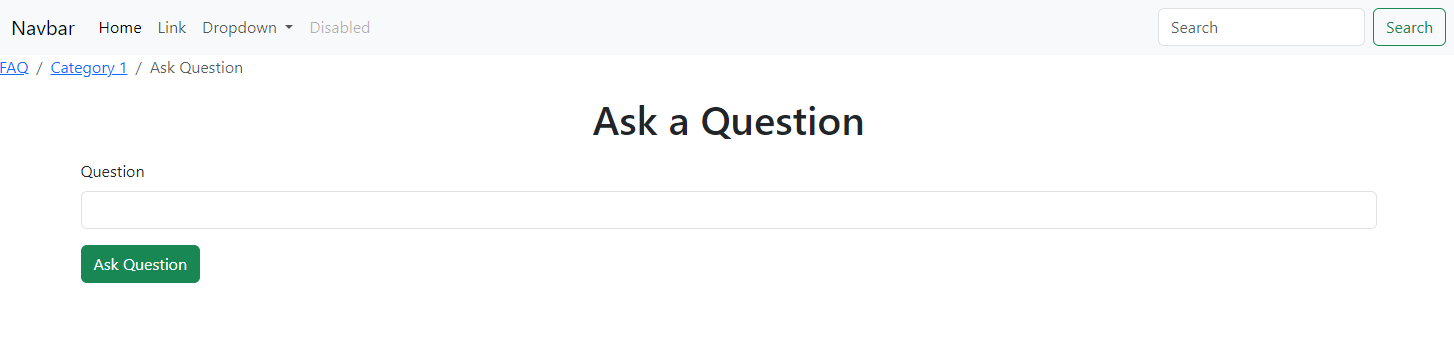 Navbar Home Link Dropdown Disabled Search Search
FAQ / Category 1 / Ask Question
Ask a Question
Question
Ask Question